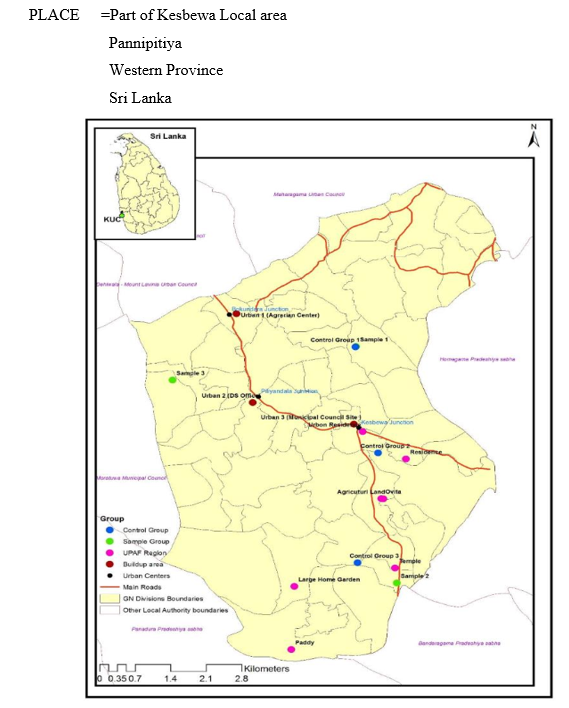 PLACE =Part of Kesbewa Local area
Pannipitiya
Western Province
Sri Lanka
N
Sri Lanka
KUC
Maharagama Urban Council
Dehiwala - Mount Lavinia Urban Council
Junction
Urban 1 (Agrarian Center)
Control Group 1 Sample 1
Homagama Pradeshiya sabha
Sample 3
Piliyandala Junction
Urban 2 (DS Office
Urban 3 (Municipal Council Site)
Kesbewa Junction
Urban
Control Group 2
Residence
Moratuwa Municipal Council
Agricuturl Land Ovita
Group
Control Group
Sample Group
UPAF Region
Buildup area
Urban Centers
Main Roads
GN Divisions Boundaries
Other Local Authority boundaries
Control Group 3
Temple
Sample 2
Large Home Garden
Panadura Pradeshiya sabha
Paddy
Bandaragama Pradeshiya sabha
Kilometers
0 0.35 0.7 1.4 2.1 2.8